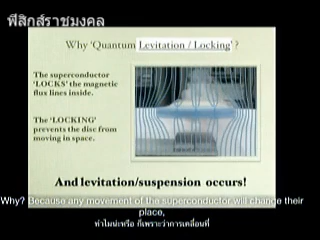 ฟิสิกส์ราชมงคล
Why 'Quantum Levitation / Locking'?
The superconductor
'LOCKS' the magnetic
flux lines inside.
The 'LOCKING'
prevents the disc from
moving in space.
And levitation/suspension occurs!
Why? Because any movement of the superconductor will change their
place,
ทำไมน่ะหรือ ก็เพราะว่าการเคลื่อนที่